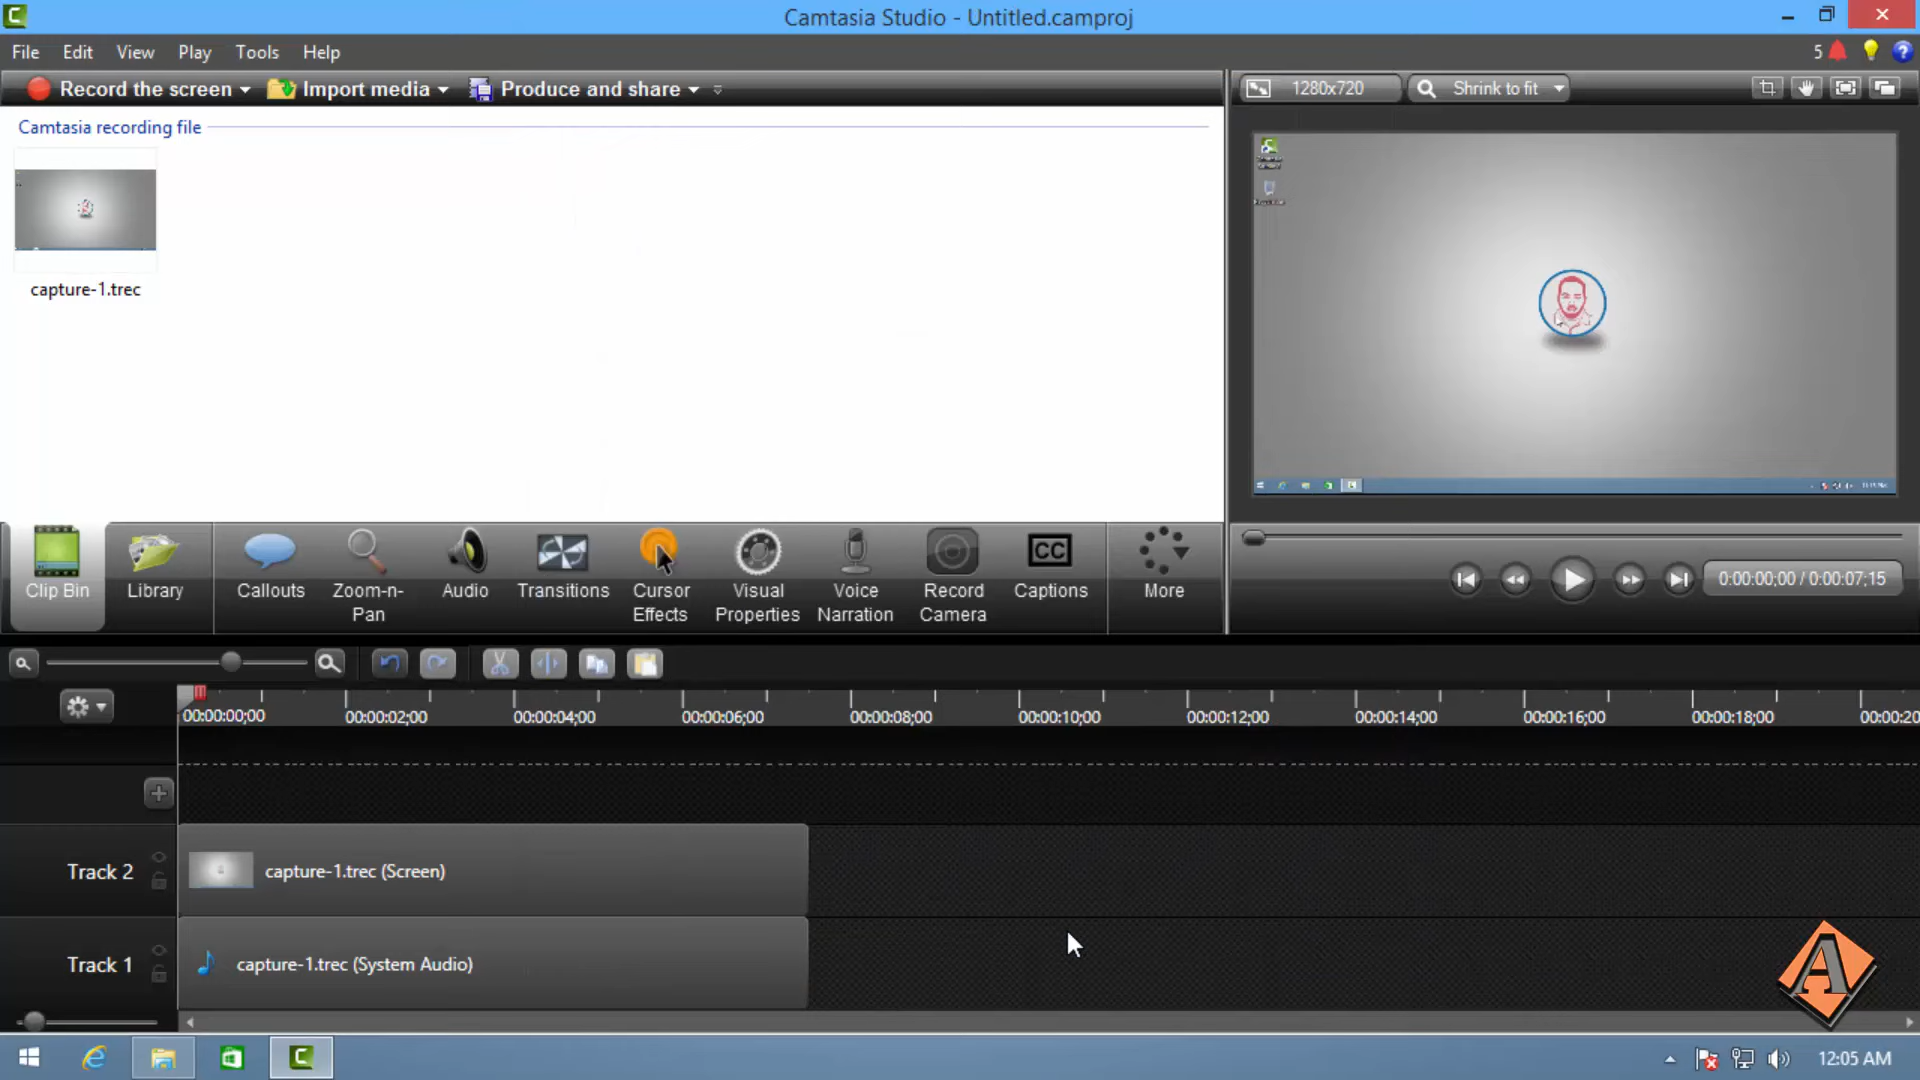 Camtasia Studio - Untitled.camproj
File Edit View Play Tools Help 5
Record the screen Import media Produce and share 1280x720 Shrink to fit
Camtasia recording file
capture-1.trec
Clip Bin Library Callouts Zoom-n-Pan Audio Transitions Cursor Effects Visual Properties Voice Narration Record Camera Captions More
CC
0:00:00;00 / 0:00:07;15
00:00:00;00 00:00:02;00 00:00:04;00 00:00:06;00 00:00:08;00 00:00:10;00 00:00:12;00 00:00:14;00 00:00:16;00 00:00:18;00 00:00:20
Track 2 capture-1.trec (Screen)
Track 1 capture-1.trec (System Audio)
A
12:05 AM